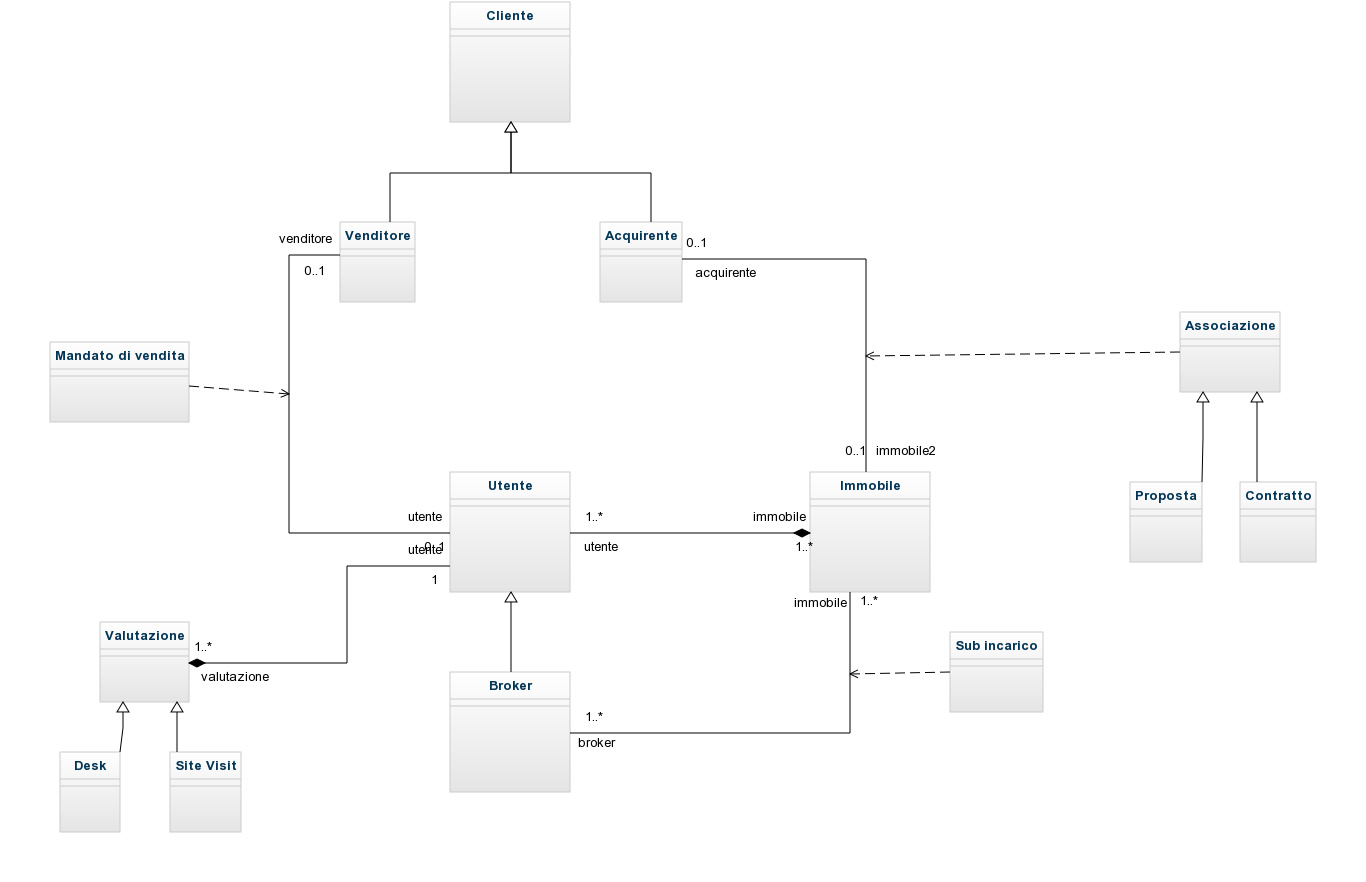 Cliente
venditore
Venditore
0..1
Acquirente
0..1
acquirente
Associazione
Mandato di vendita
0..1
immobile2
Utente
Immobile
Proposta
Contratto
utente
1..*
immobile
0..1
utente
utente
1..*
1
immobile
1..*
Valutazione
1..*
valutazione
Sub incarico
Broker
1..*
broker
Desk
Site Visit